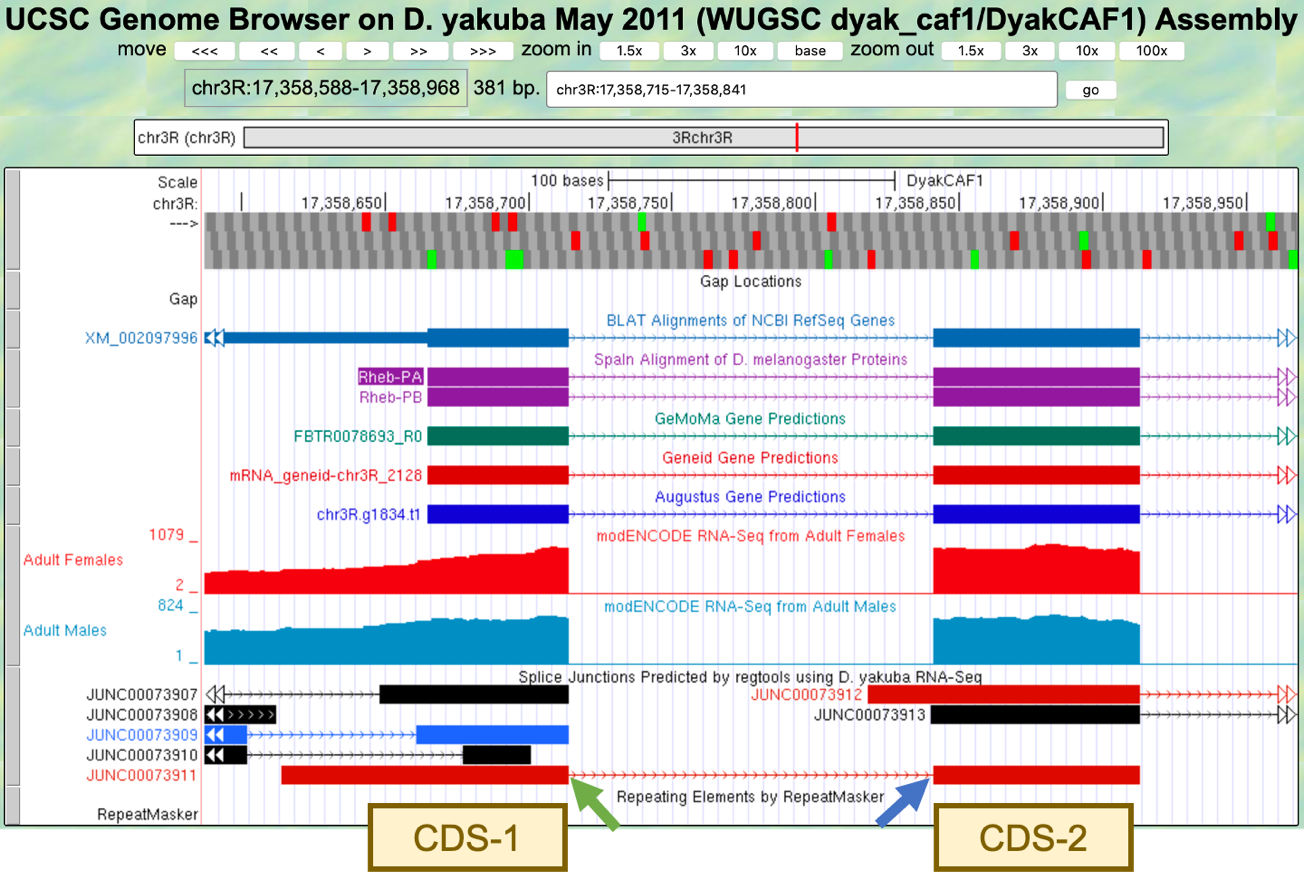 UCSC Genome Browser on D. yakuba May 2011 (WUGSC dyak_caf1/DyakCAF1) Assembly
move <<< << < > >> >>> zoom in 1.5x 3x 10x base zoom out 1.5x 3x 10x 100x
chr3R:17,358,588-17,358,968 381 bp. chr3R:17,358,715-17,358,841 go
chr3R (chr3R) 3Rchr3R
Scale 100 bases DyakCAF1
chr3R: 17,358,650 17,358,700 17,358,750 17,358,800 17,358,850 17,358,900 17,358,950
--->
Gap Locations
Gap
BLAT Alignments of NCBI RefSeq Genes
XM_002097996
Spaln Alignment of D. melanogaster Proteins
Rheb-PA
Rheb-PB
GeMoMa Gene Predictions
FBTR0078693_R0
Geneid Gene Predictions
mRNA_geneid-chr3R_2128
Augustus Gene Predictions
chr3R.g1834.t1
modENCODE RNA-Seq from Adult Females
1079 _
Adult Females
2 _
modENCODE RNA-Seq from Adult Males
824 _
Adult Males
1 _
Splice Junctions Predicted by regtools using D. yakuba RNA-Seq
JUNC00073907 JUNC00073912
JUNC00073908 JUNC00073913
JUNC00073909
JUNC00073910
JUNC00073911
Repeating Elements by RepeatMasker
RepeatMasker
CDS-1 CDS-2